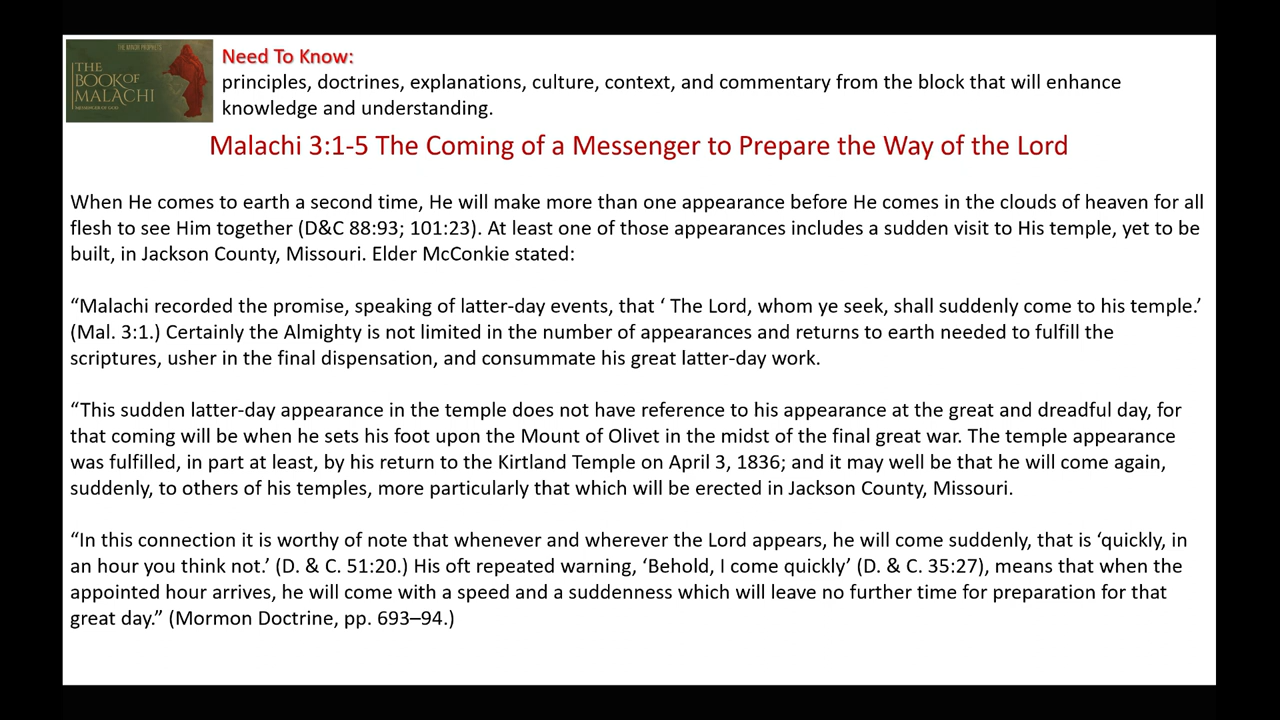 THE MINOR PROPHETS
THE
BOOK OF
MALACHI
Need To Know:
principles, doctrines, explanations, culture, context, and commentary from the block that will enhance
knowledge and understanding.
Malachi 3:1-5 The Coming of a Messenger to Prepare the Way of the Lord
When He comes to earth a second time, He will make more than one appearance before He comes in the clouds of heaven for all
flesh to see Him together (D&C 88:93; 101:23). At least one of those appearances includes a sudden visit to His temple, yet to be
built, in Jackson County, Missouri. Elder McConkie stated:
“Malachi recorded the promise, speaking of latter-day events, that ‘ The Lord, whom ye seek, shall suddenly come to his temple.’
(Mal. 3:1.) Certainly the Almighty is not limited in the number of appearances and returns to earth needed to fulfill the
scriptures, usher in the final dispensation, and consummate his great latter-day work.
“This sudden latter-day appearance in the temple does not have reference to his appearance at the great and dreadful day, for
that coming will be when he sets his foot upon the Mount of Olivet in the midst of the final great war. The temple appearance
was fulfilled, in part at least, by his return to the Kirtland Temple on April 3, 1836; and it may well be that he will come again,
suddenly, to others of his temples, more particularly that which will be erected in Jackson County, Missouri.
“In this connection it is worthy of note that whenever and wherever the Lord appears, he will come suddenly, that is ‘quickly, in
an hour you think not.’ (D. & C. 51:20.) His oft repeated warning, ‘Behold, I come quickly’ (D. & C. 35:27), means that when the
appointed hour arrives, he will come with a speed and a suddenness which will leave no further time for preparation for that
great day.” (Mormon Doctrine, pp. 693–94.)